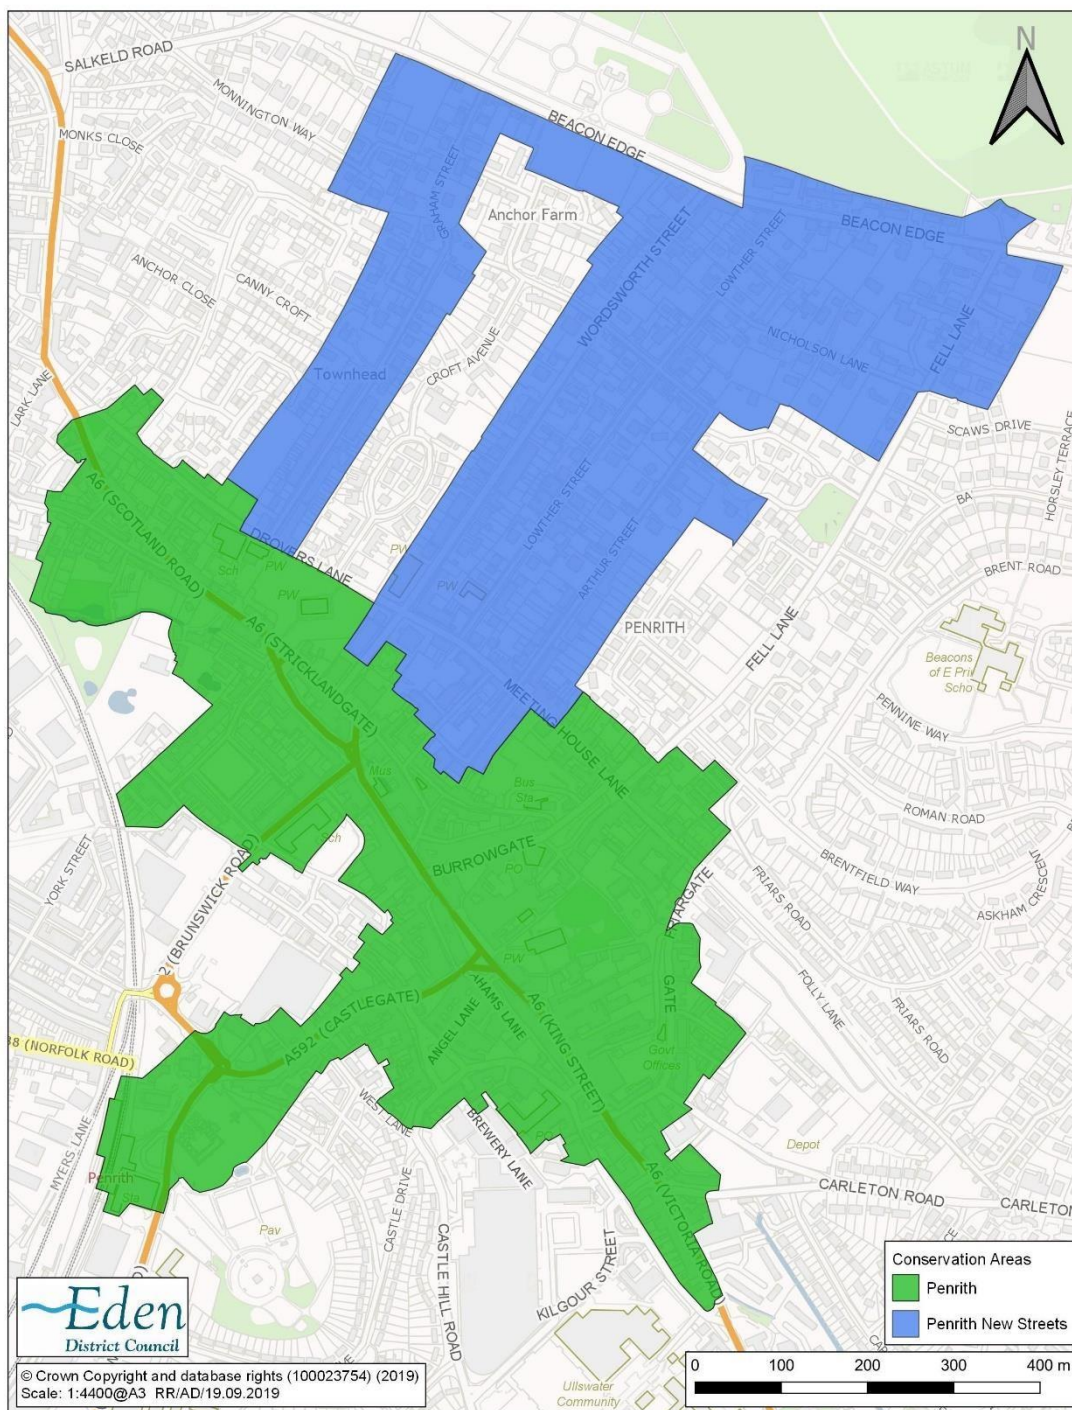 N
SALKELD ROAD
MONNINGTON WAY
MONKS CLOSE
BEACON EDGE
GRAHAM STREET
Anchor Farm
WORDSWORTH STREET
LOWTHER STREET
BEACON EDGE
ANCHOR CLOSE
CANNY CROFT
NICHOLSON LANE
FELL LANE
CROFT AVENUE
Townhead
LARK LANE
SCAWS DRIVE
HORSLEY TERRACE
A6 (SCOTLAND ROAD)
LOWTHER STREET
BA
DROVERS LANE
PW
Sch
PW
PW
PW
ARTHUR STREET
BRENT ROAD
PENRITH
FELL LANE
A6 (STRICKLANDGATE)
Beacons
of E Pri
Scho
MEETING HOUSE LANE
PENNINE WAY
Mus
Bus
Sta
ROMAN ROAD
Sch
BURROWGATE
PO
YORK STREET
BRENTFIELD WAY
FRIARS ROAD
ASKHAM CRESCENT
FRIARGATE
2 (BRUNSWICK ROAD)
PW
GATE
FOLLY LANE
FRIARS ROAD
A592 (CASTLEGATE)
AHAMS LANE
ANGEL LANE
A6 (KING STREET)
38 (NORFOLK ROAD)
Govt
Offices
WEST LANE
BREWERY LANE
MYERS LANE
Depot
Penrith
Sta
A6 (VICTORIA ROAD)
CARLETON ROAD
CARLETON
Pav
CASTLE DRIVE
CASTLE HILL ROAD
KILGOUR STREET
Conservation Areas
Penrith
Penrith New Streets
Eden
District Council
Ullswater
Community
0 100 200 300 400 m
© Crown Copyright and database rights (100023754) (2019)
Scale: 1:4400@A3 RR/AD/19.09.2019